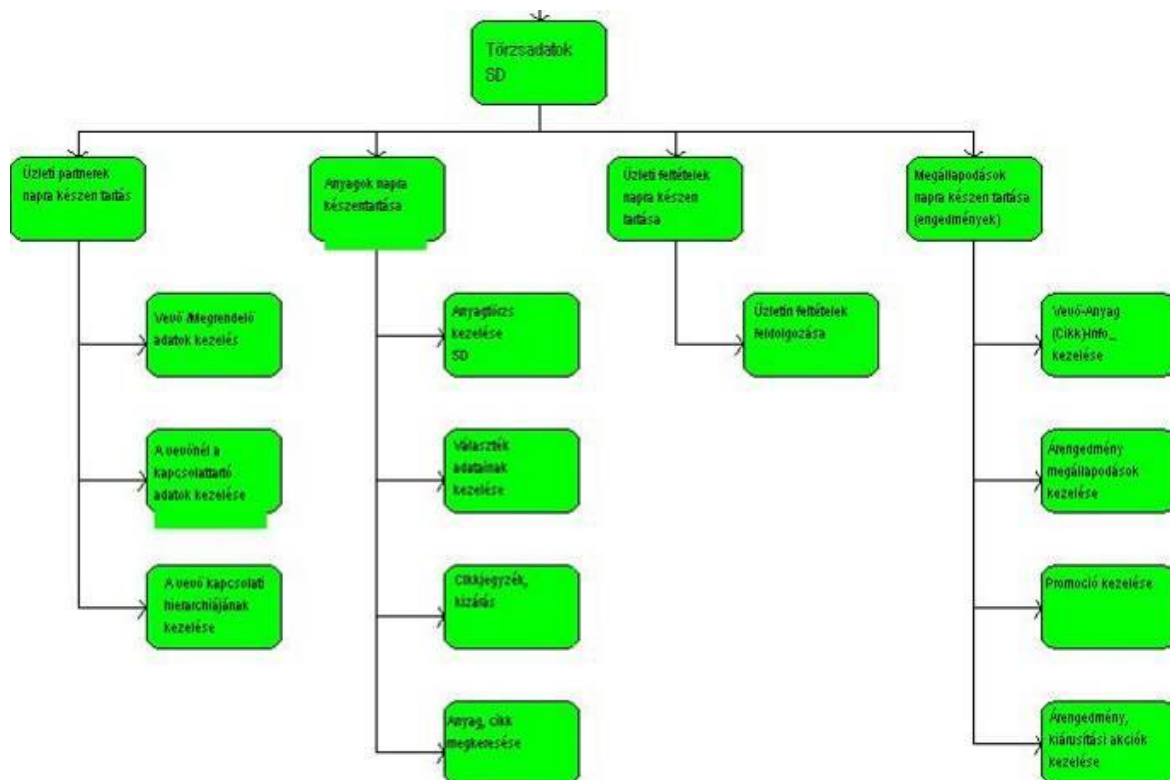 Törzsadatok
SD
Üzleti partnerek
napra készen tartás
Anyagok napra
készentartása
Üzleti feltételek
napra készen
tartása
Megállapodások
napra készen tartása
(engedmények)
Vevő /Megrendelő
adatok kezelés
Anyagtörzs
kezelése
SD
Üzletin feltételek
feldolgozása
Vevő-Anyag
(Cikk)-Info_
kezelése
A vevőnél a
kapcsolattartó
adatok kezelése
Választék
adatainak
kezelése
Árengedmény
megállapodások
kezelése
A vevő kapcsolati
hierarchiájának
kezelése
Cikkjegyzék,
kizárás
Promoció kezelése
Anyag, cikk
megkeresése
Árengedmény,
kiárusítási akciók
kezelése